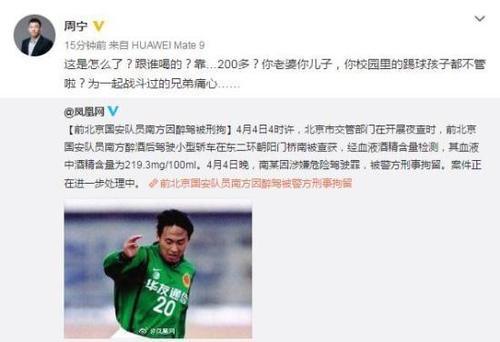 周宁
15分钟前 来自 HUAWEI Mate 9
这是怎么了？跟谁喝的？靠...200多？你老婆你儿子，你校园里的踢球孩子都不管
啦？为一起战斗过的兄弟痛心……
@凤凰网
【前北京国安队员南方因醉驾被刑拘】4月4日4时许，北京市交管部门在开展夜查时，前北京
国安队员南方酒后驾驶小型轿车在东二环朝阳门桥南被查获，经血液酒精含量检测，其血液
中酒精含量为219.3mg/100ml。4月4日晚，南某因涉嫌危险驾驶罪，被警方刑事拘留。案件正
在进一步处理中。前北京国安队员南方因醉驾被警方刑事拘留
华友通信
20
@凤凰网